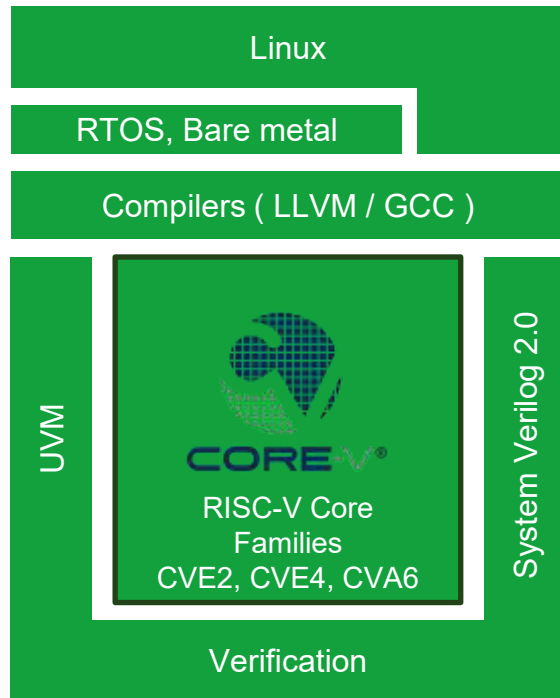 Linux
RTOS, Bare metal
Compilers ( LLVM / GCC )
UVM
CORE-V®
RISC-V Core
Families
CVE2, CVE4, CVA6
System Verilog 2.0
Verification